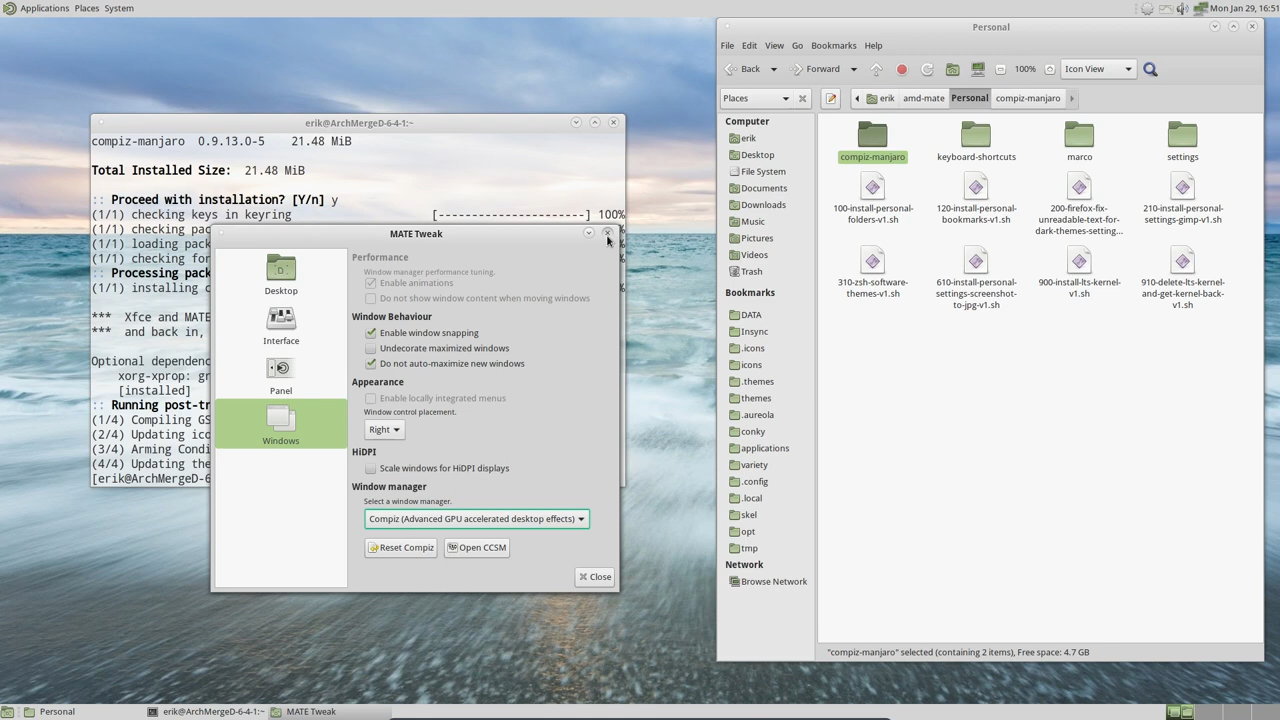 Applications Places System
Mon Jan 29, 16:51
erik@ArchMergeD-6-4-1:~
compiz-manjaro 0.9.13.0-5 21.48 MiB
Total Installed Size: 21.48 MiB
:: Proceed with installation? [Y/n] y
(1/1) checking keys in keyring [----------------------] 100%
(1/1) checking pac
(1/1) loading pack
(1/1) checking for
:: Processing pack
(1/1) installing c
*** Xfce and MATE
*** and back in,
Optional dependenc
xorg-xprop: gr
[installed]
:: Running post-tr
(1/4) Compiling GS
(2/4) Updating ico
(3/4) Arming Condi
(4/4) Updating the
[erik@ArchMergeD-6
MATE Tweak
Desktop
Interface
Panel
Windows
Performance
Window manager performance tuning.
Enable animations
Do not show window content when moving windows
Window Behaviour
Enable window snapping
Undecorate maximized windows
Do not auto-maximize new windows
Appearance
Enable locally integrated menus
Window control placement.
Right
HiDPI
Scale windows for HiDPI displays
Window manager
Select a window manager.
Compiz (Advanced GPU accelerated desktop effects)
Reset Compiz Open CCSM
Close
Personal
File Edit View Go Bookmarks Help
Back Forward 100% Icon View
Places erik amd-mate Personal compiz-manjaro
Computer
erik
Desktop
File System
Documents
Downloads
Music
Pictures
Videos
Trash
Bookmarks
DATA
Insync
.icons
icons
.themes
themes
.aureola
conky
applications
variety
.config
.local
skel
opt
tmp
Network
Browse Network
compiz-manjaro
keyboard-shortcuts
marco
settings
100-install-personal-
folders-v1.sh
120-install-personal-
bookmarks-v1.sh
200-firefox-fix-
unreadable-text-for-
dark-themes-setting...
210-install-personal-
settings-gimp-v1.sh
310-zsh-software-
themes-v1.sh
610-install-personal-
settings-screenshot-
to-jpg-v1.sh
900-install-lts-kernel-
v1.sh
910-delete-lts-kernel-
and-get-kernel-back-
v1.sh
"compiz-manjaro" selected (containing 2 items), Free space: 4.7 GB
Personal
erik@ArchMergeD-6-4-1:~
MATE Tweak